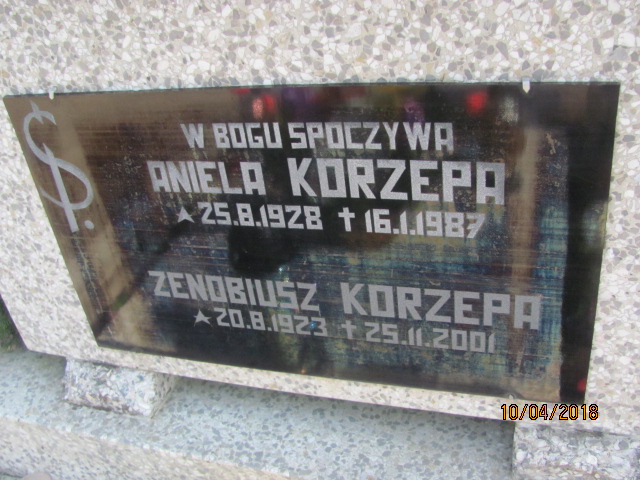 ŚP.
W BOGU SPOCZYWA
ANIELA KORZEPA
★25.8.1928 ✝16.1.1987
ZENOBIUSZ KORZEPA
★20.8.1923 ✝25.11.2001
10/04/2018